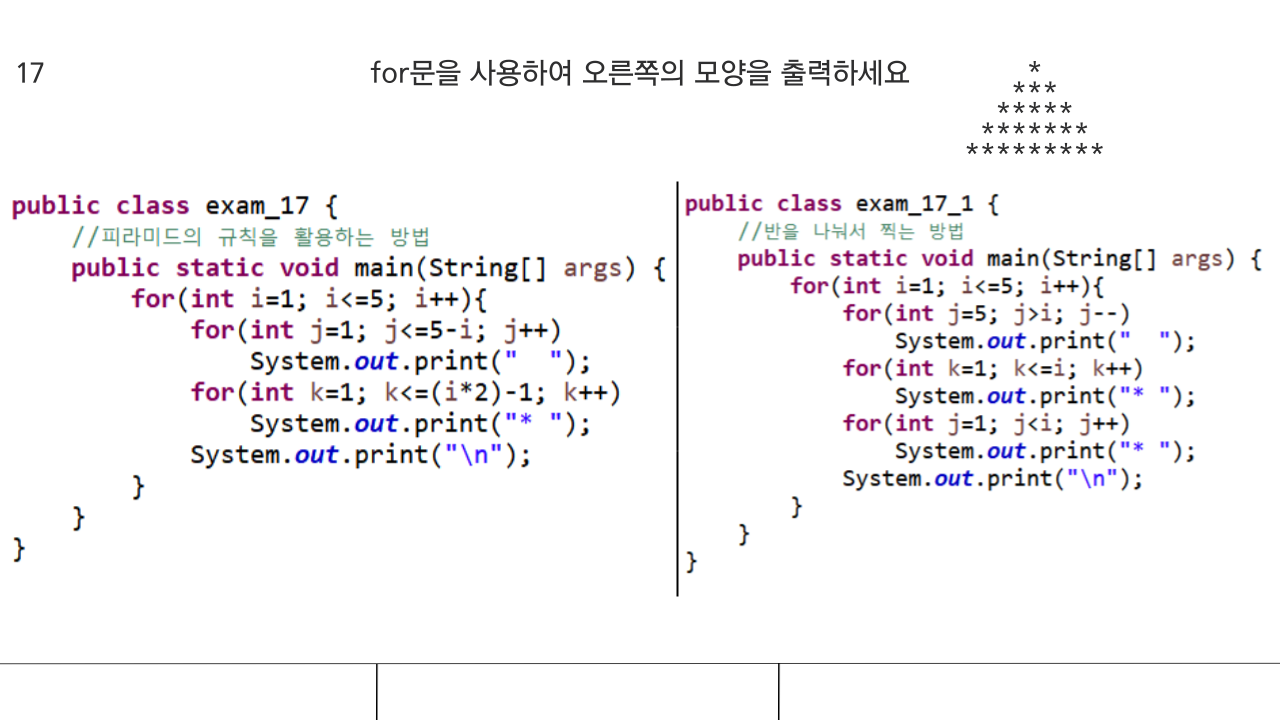 17
for문을 사용하여 오른쪽의 모양을 출력하세요
*
***
*****
*******
*********
public class exam_17 {
//피라미드의 규칙을 활용하는 방법
public static void main(String[] args) {
for(int i=1; i<=5; i++){
for(int j=1; j<=5-i; j++)
System.out.print("  ");
for(int k=1; k<=(i*2)-1; k++)
System.out.print("* ");
System.out.print("\n");
}
}
}
public class exam_17_1 {
//반을 나눠서 찍는 방법
public static void main(String[] args) {
for(int i=1; i<=5; i++){
for(int j=5; j>i; j--)
System.out.print("  ");
for(int k=1; k<=i; k++)
System.out.print("* ");
for(int j=1; j<i; j++)
System.out.print("* ");
System.out.print("\n");
}
}
}